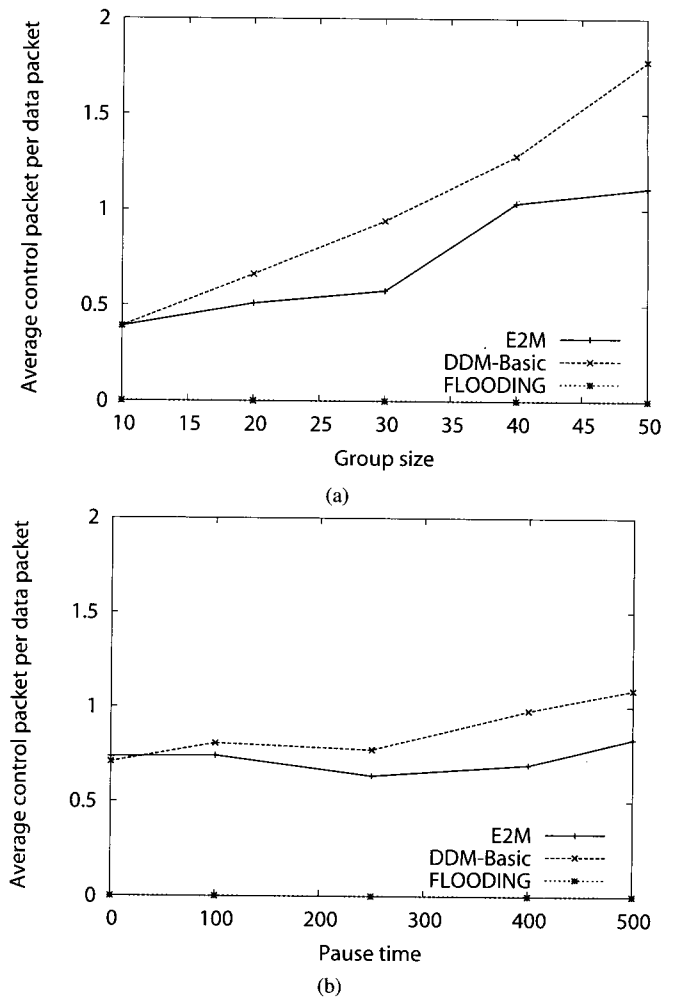 Average control packet per data packet
2
1.5
1
0.5
0
10 15 20 25 30 35 40 45 50
Group size
E2M
DDM-Basic
FLOODING
(a)
Average control packet per data packet
2
1.5
1
0.5
0
0 100 200 300 400 500
Pause time
E2M
DDM-Basic
FLOODING
(b)